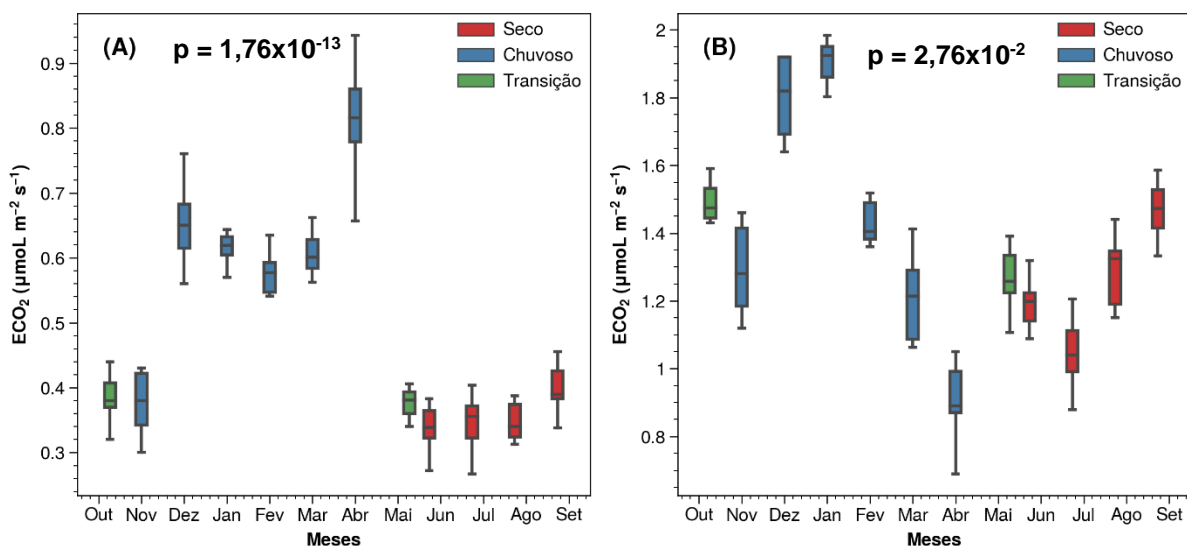 (A)
p = 1,76x10⁻¹³
Seco
Chuvoso
Transição
ECO₂ (µmoL m⁻² s⁻¹)
0.9
0.8
0.7
0.6
0.5
0.4
0.3
Out Nov Dez Jan Fev Mar Abr Mai Jun Jul Ago Set
Meses
(B)
p = 2,76x10⁻²
Seco
Chuvoso
Transição
ECO₂ (µmoL m⁻² s⁻¹)
2
1.8
1.6
1.4
1.2
1
0.8
Out Nov Dez Jan Fev Mar Abr Mai Jun Jul Ago Set
Meses